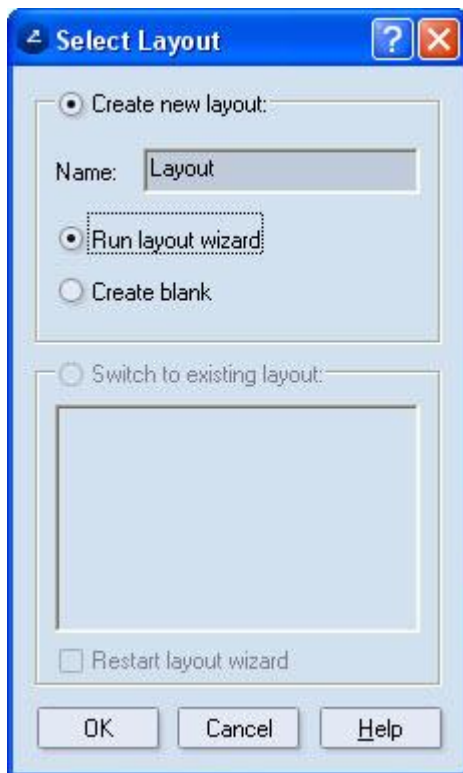 Select Layout
Create new layout:
Name: Layout
Run layout wizard
Create blank
Switch to existing layout:
Restart layout wizard
OK Cancel Help